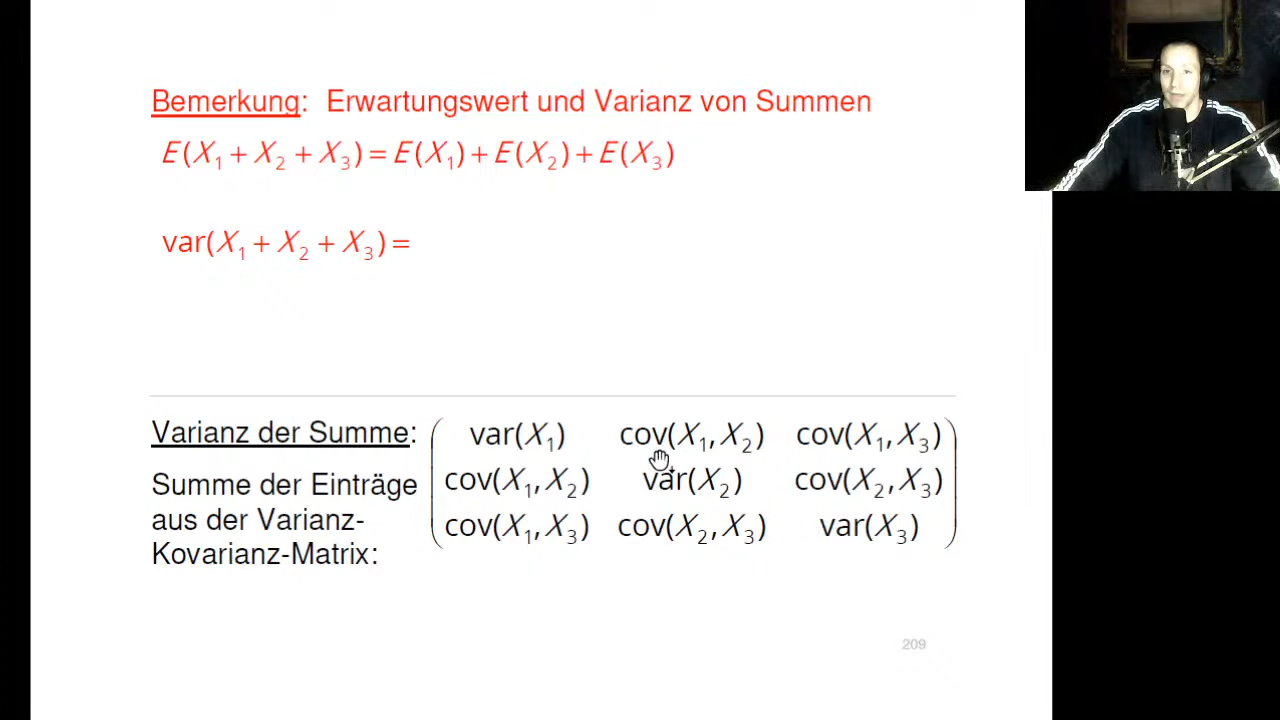 Bemerkung: Erwartungswert und Varianz von Summen
E(X₁ + X₂ + X₃) = E(X₁) + E(X₂) + E(X₃)
var(X₁ + X₂ + X₃) =
Varianz der Summe:
Summe der Einträge
aus der Varianz-
Kovarianz-Matrix:
var(X₁) cov(X₁, X₂) cov(X₁, X₃)
cov(X₁, X₂) var(X₂) cov(X₂, X₃)
cov(X₁, X₃) cov(X₂, X₃) var(X₃)
209